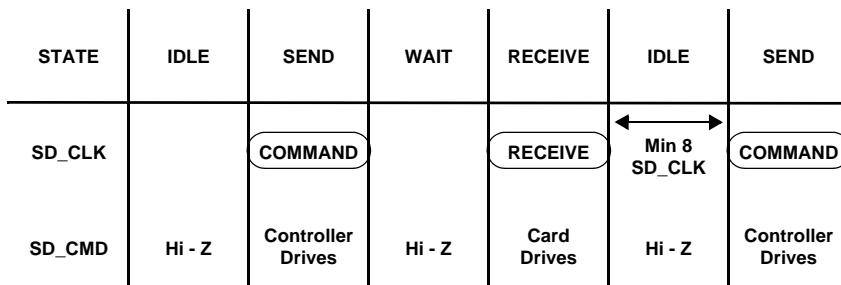 STATE IDLE SEND WAIT RECEIVE IDLE SEND
SD_CLK COMMAND RECEIVE Min 8 SD_CLK COMMAND
SD_CMD Hi - Z Controller Drives Hi - Z Card Drives Hi - Z Controller Drives